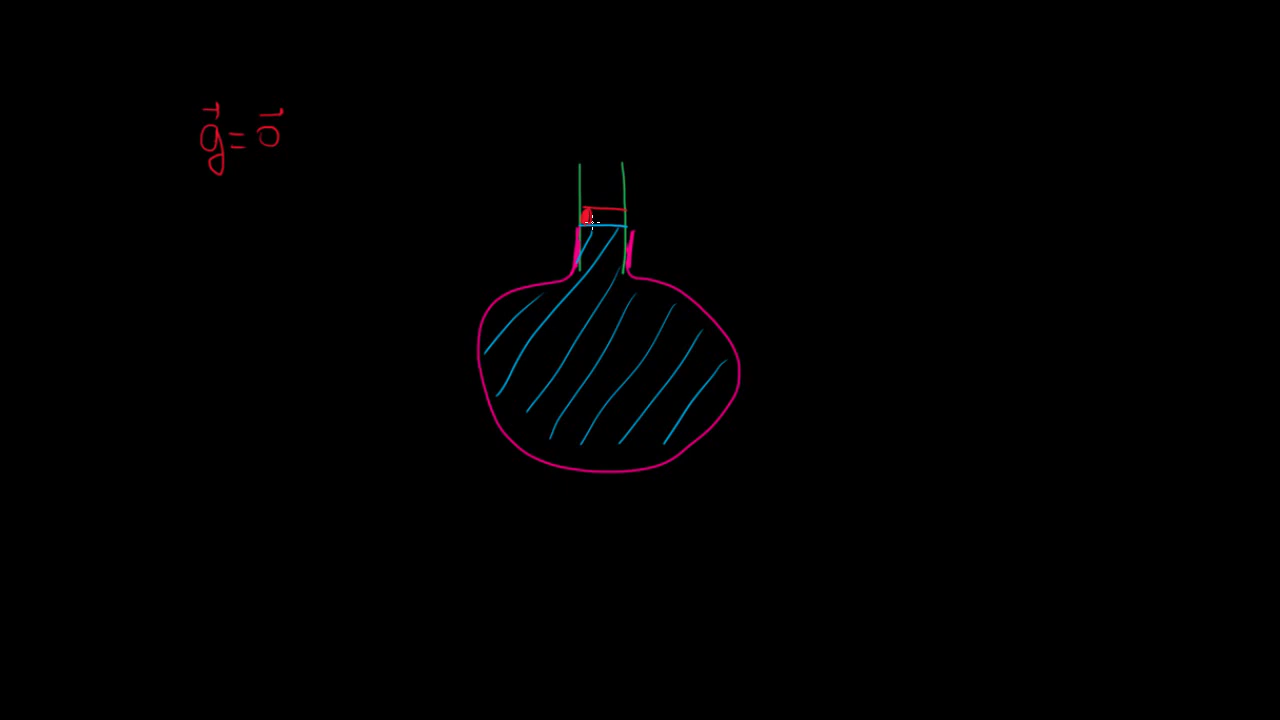 g⃗ = 0⃗